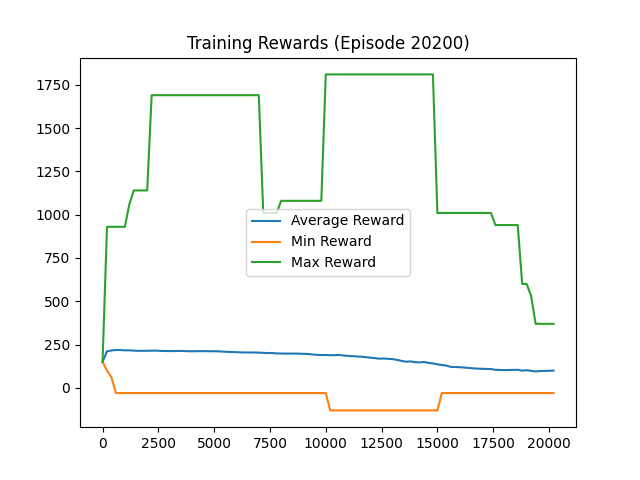 Training Rewards (Episode 20200)
1750
1500
1250
1000
750
500
250
0
Average Reward
Min Reward
Max Reward
0 2500 5000 7500 10000 12500 15000 17500 20000